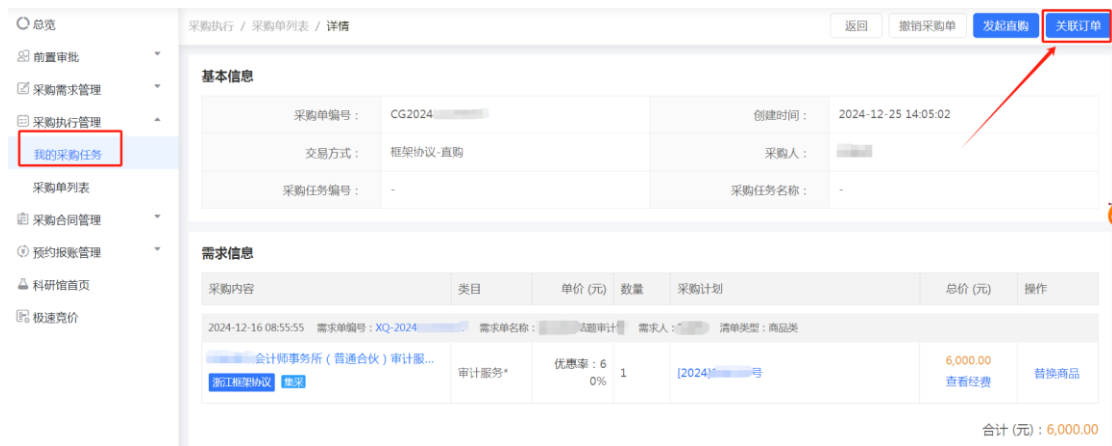 总览
前置审批
采购需求管理
采购执行管理
我的采购任务
采购单列表
采购合同管理
预约报账管理
科研馆首页
极速竞价
采购执行 / 采购单列表 / 详情
返回 撤销采购单 发起直购 关联订单
基本信息
采购单编号： CG2024 创建时间： 2024-12-25 14:05:02
交易方式： 框架协议-直购 采购人：
采购任务编号： - 采购任务名称： -
需求信息
采购内容 类目 单价 (元) 数量 采购计划 总价 (元) 操作
2024-12-16 08:55:55 需求单编号：XQ-2024 需求单名称： 结题审计 需求人： 清单类型：商品类
会计师事务所（普通合伙）审计服...
浙江框架协议 集采
审计服务* 优惠率：6
0% 1 [2024] 号 6,000.00
查看经费 替换商品
合计 (元)：6,000.00